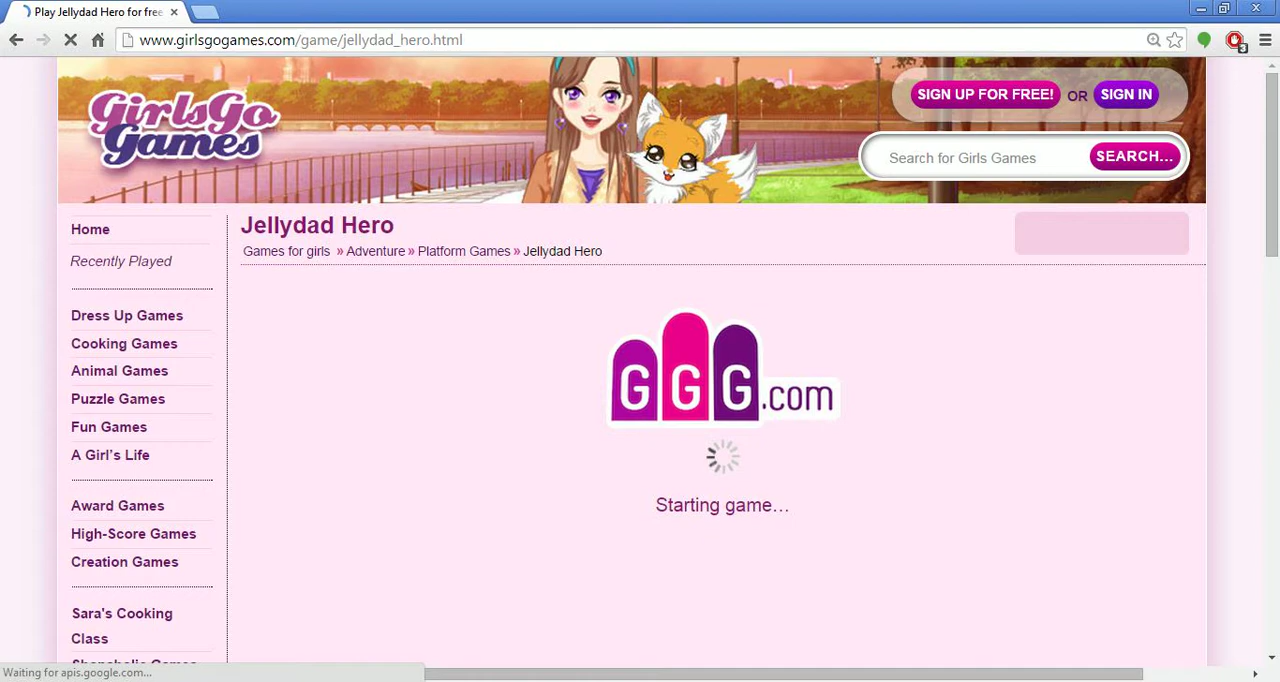 Play Jellydad Hero for free
www.girlsgogames.com/game/jellydad_hero.html
3
GirlsGo
Games
SIGN UP FOR FREE! OR SIGN IN
Search for Girls Games SEARCH...
Home
Recently Played
Dress Up Games
Cooking Games
Animal Games
Puzzle Games
Fun Games
A Girl's Life
Award Games
High-Score Games
Creation Games
Sara's Cooking
Class
Shopaholic Games
Jellydad Hero
Games for girls » Adventure » Platform Games » Jellydad Hero
GGG.com
Starting game...
Waiting for apis.google.com...